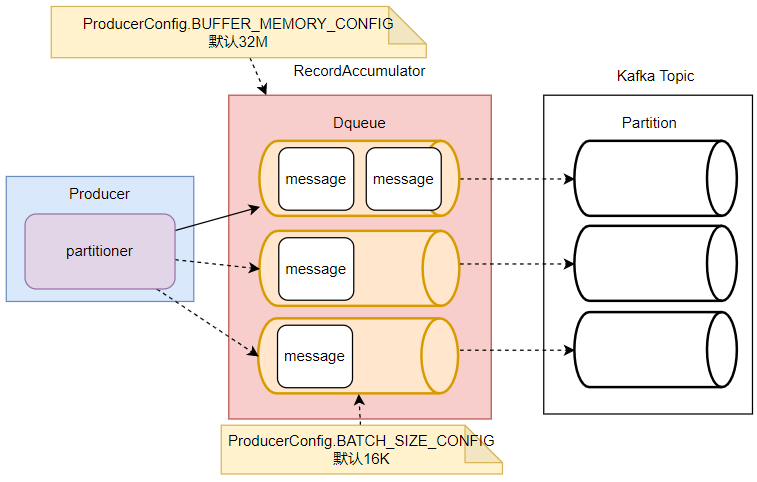 ProducerConfig.BUFFER_MEMORY_CONFIG
默认32M
RecordAccumulator
Kafka Topic
Dqueue
Partition
message
message
Producer
partitioner
message
message
ProducerConfig.BATCH_SIZE_CONFIG
默认16K